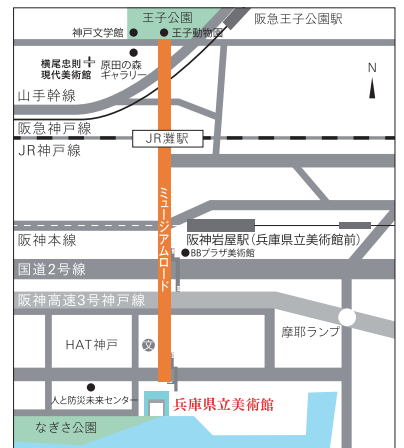 王子公園
阪急王子公園駅
神戸文学館
王子動物園
横尾忠則
現代美術館
原田の森
ギャラリー
N
山手幹線
阪急神戸線
JR灘駅
JR神戸線
ミュージアムロード
阪神岩屋駅(兵庫県立美術館前)
阪神本線
BBプラザ美術館
国道2号線
阪神高速3号神戸線
摩耶ランプ
HAT神戸
文
人と防災未来センター
兵庫県立美術館
なぎさ公園